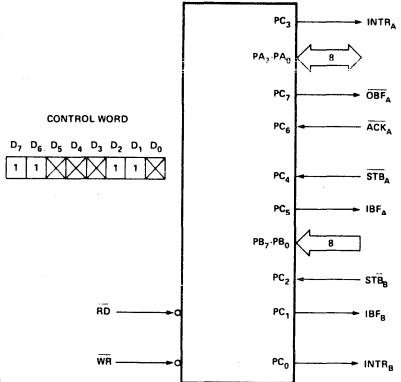 PC3 INTRA
PA7-PA0 8
PC7 OBFA
CONTROL WORD
PC6 ACKA
D7 D6 D5 D4 D3 D2 D1 D0
1 1 1 1
PC4 STBA
PC5 IBFA
PB7-PB0 8
PC2 STBB
RD PC1 IBFB
WR PC0 INTRB